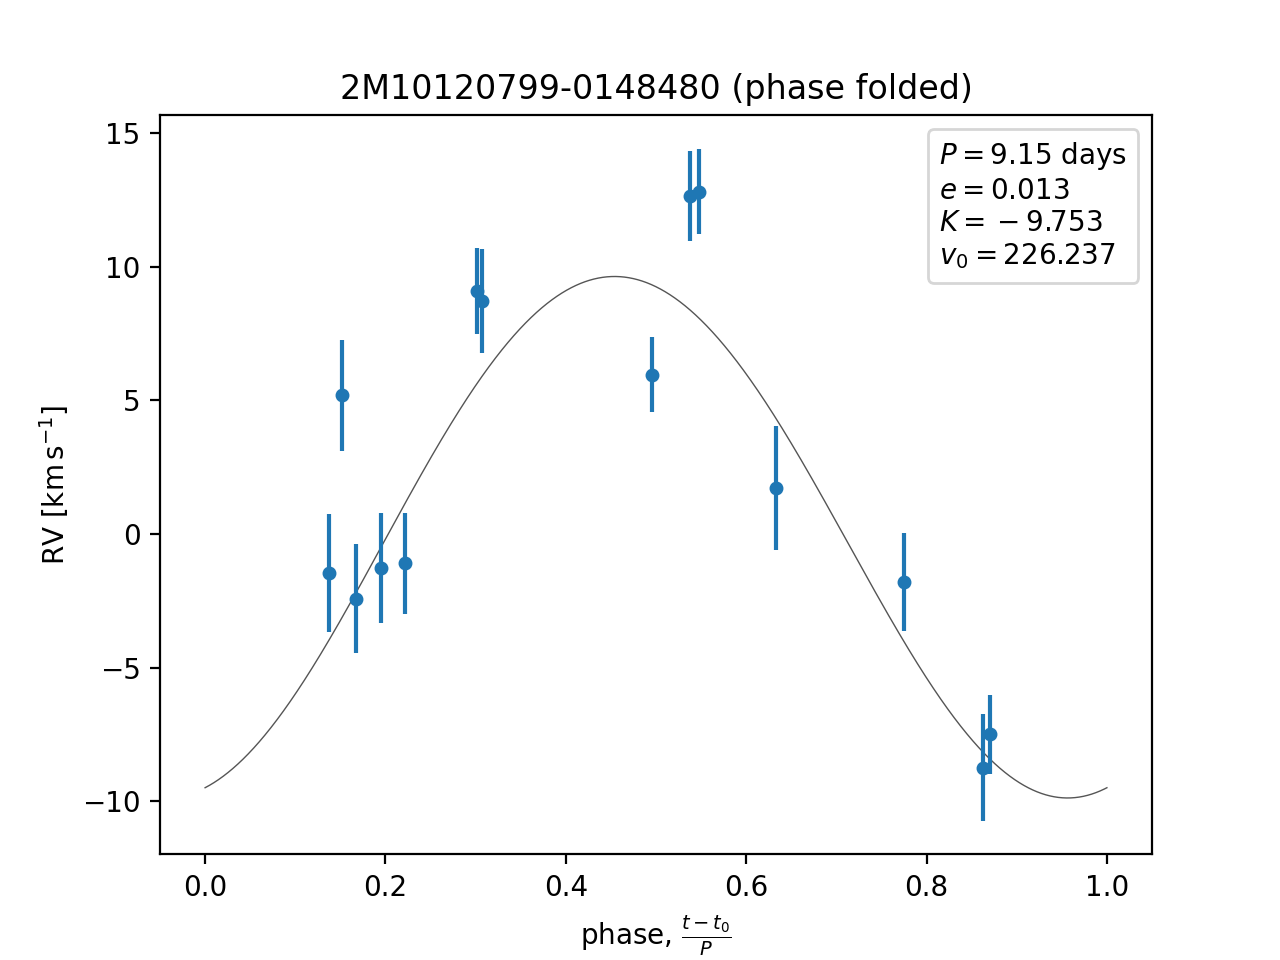 2M10120799-0148480 (phase folded)
P = 9.15 days
e = 0.013
K = −9.753
v₀ = 226.237
RV [km s⁻¹]
15
10
5
0
−5
−10
0.0 0.2 0.4 0.6 0.8 1.0
phase, (t − t₀)/P